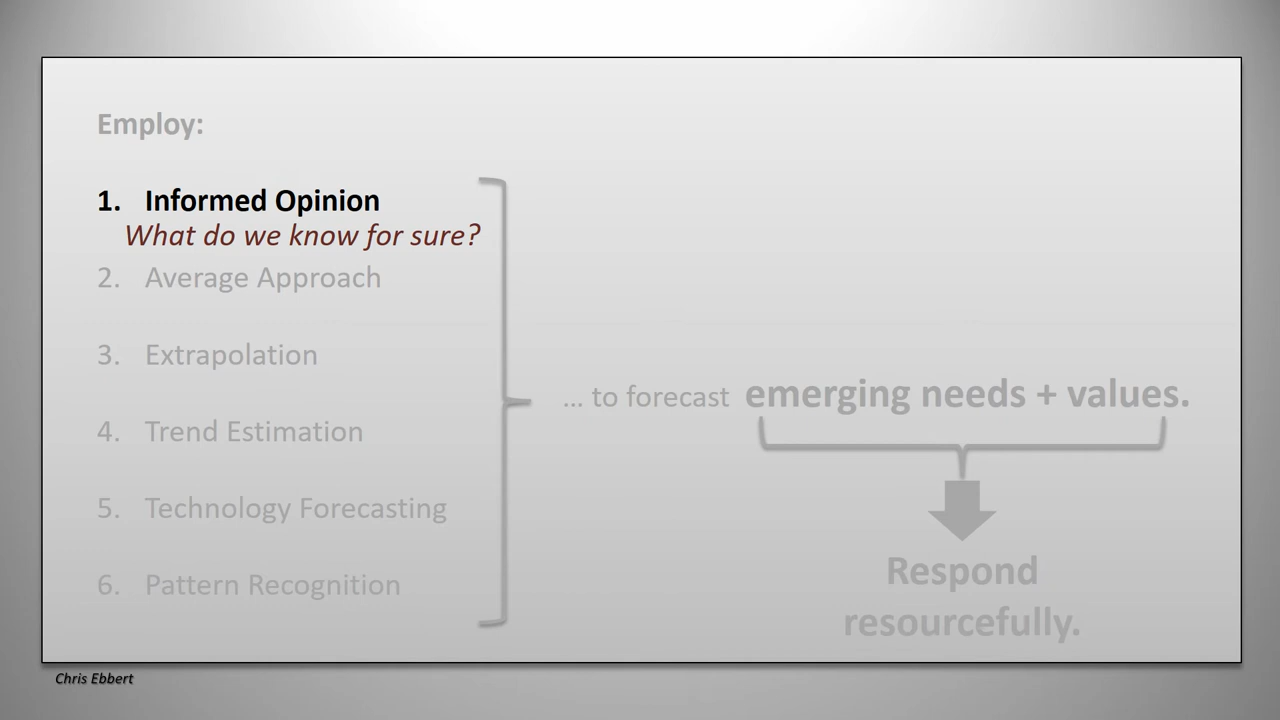 Employ:
1. Informed Opinion
What do we know for sure?
2. Average Approach
3. Extrapolation
4. Trend Estimation
5. Technology Forecasting
6. Pattern Recognition
... to forecast emerging needs + values.
Respond
resourcefully.
Chris Ebbert